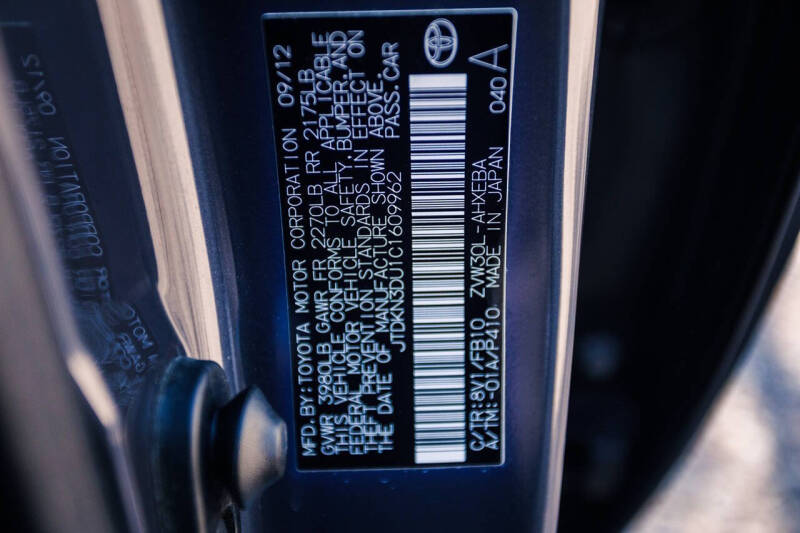 MFD. BY: TOYOTA MOTOR CORPORATION 09/12
GVWR 3980LB GAWR FR 2270LB RR 2175LB
THIS VEHICLE CONFORMS TO ALL APPLICABLE
FEDERAL MOTOR VEHICLE SAFETY, BUMPER, AND
THEFT PREVENTION STANDARDS IN EFFECT ON
THE DATE OF MANUFACTURE SHOWN ABOVE.
JTDKN3DU1C1609962 PASS.CAR
C/TR: 8V1/FB10 ZVW30L-AHXEBA 040 A
A/TM: -01A/P410 MADE IN JAPAN